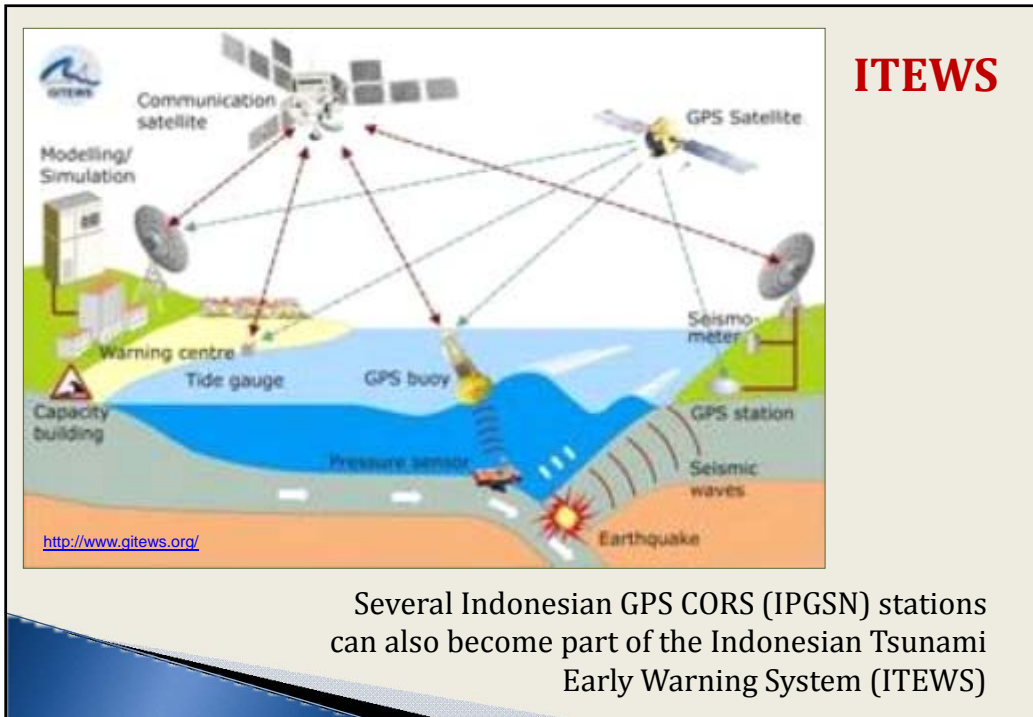 ITEWS
GITEWS
Communication
satellite
GPS Satellite
Modelling/
Simulation
Seismo-
meter
Warning centre
Tide gauge
GPS buoy
GPS station
Capacity
building
Pressure sensor
Seismic
waves
Earthquake
http://www.gitews.org/
Several Indonesian GPS CORS (IPGSN) stations
can also become part of the Indonesian Tsunami
Early Warning System (ITEWS)